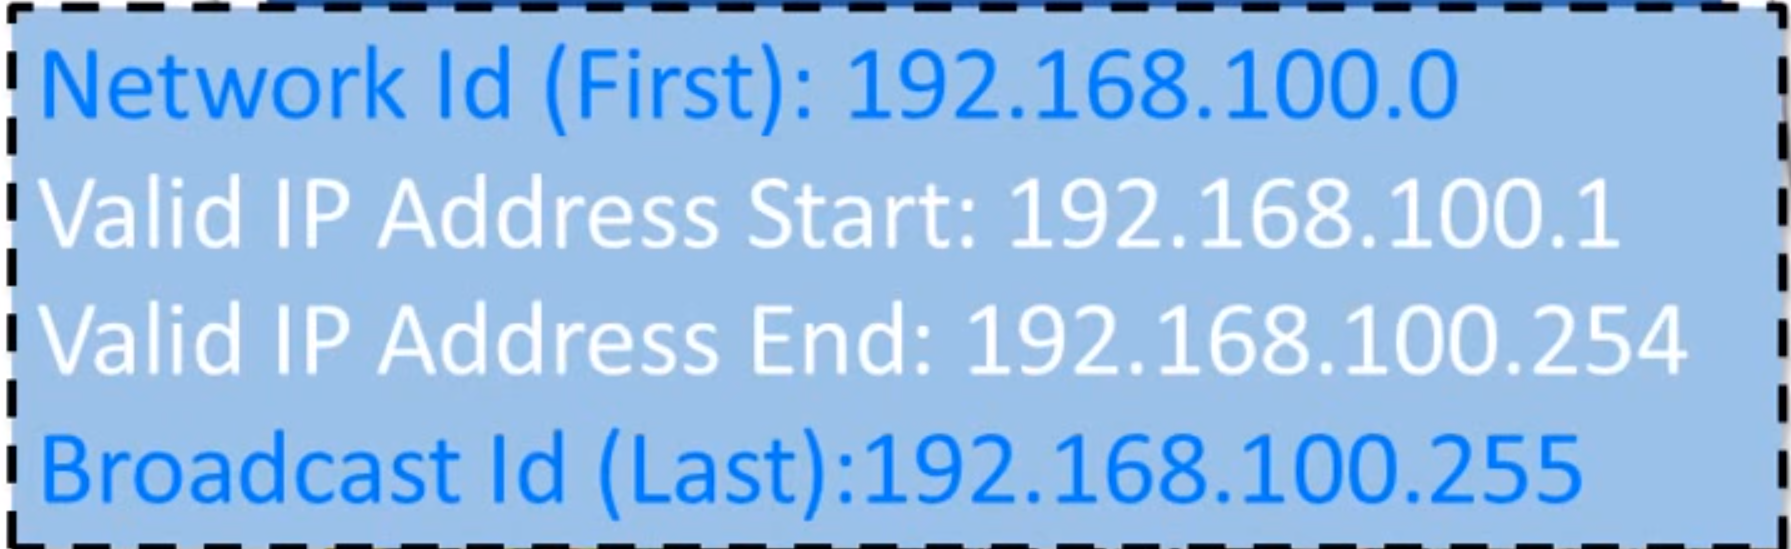 Network Id (First): 192.168.100.0
Valid IP Address Start: 192.168.100.1
Valid IP Address End: 192.168.100.254
Broadcast Id (Last):192.168.100.255